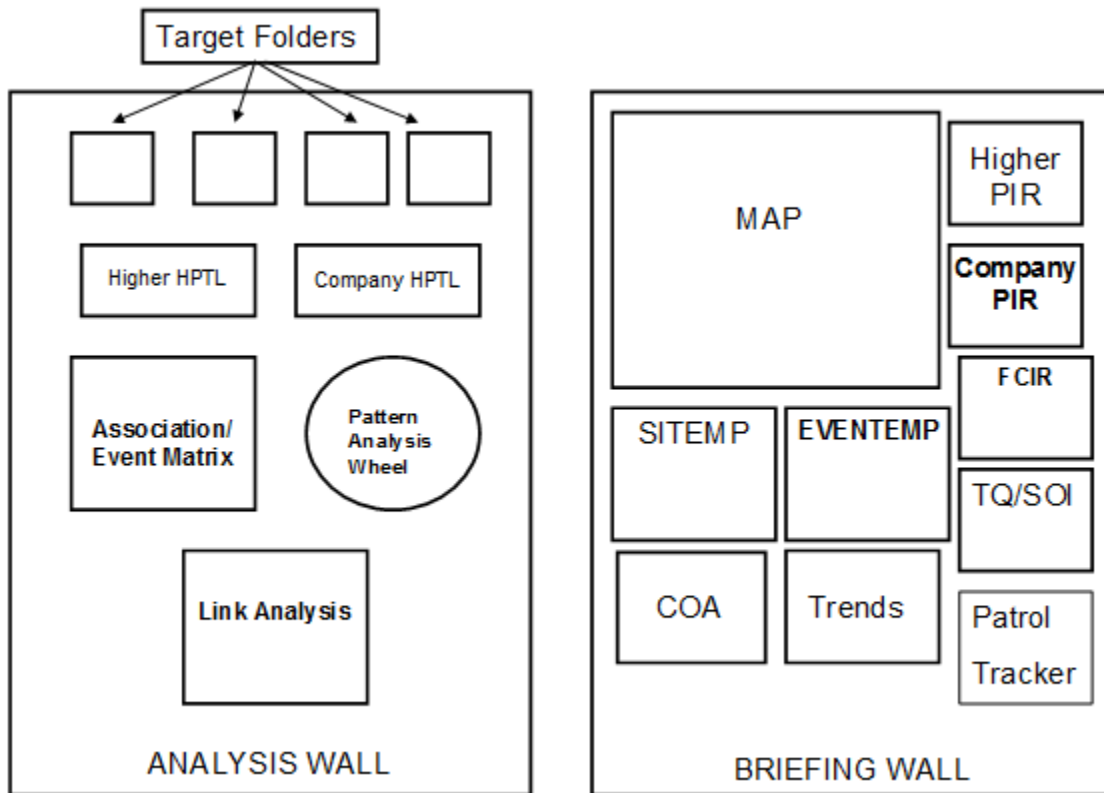 Target Folders
Higher HPTL
Company HPTL
Association/
Event Matrix
Pattern
Analysis
Wheel
Link Analysis
ANALYSIS WALL
MAP
Higher
PIR
Company
PIR
FCIR
SITEMP
EVENTEMP
TQ/SOI
COA
Trends
Patrol
Tracker
BRIEFING WALL